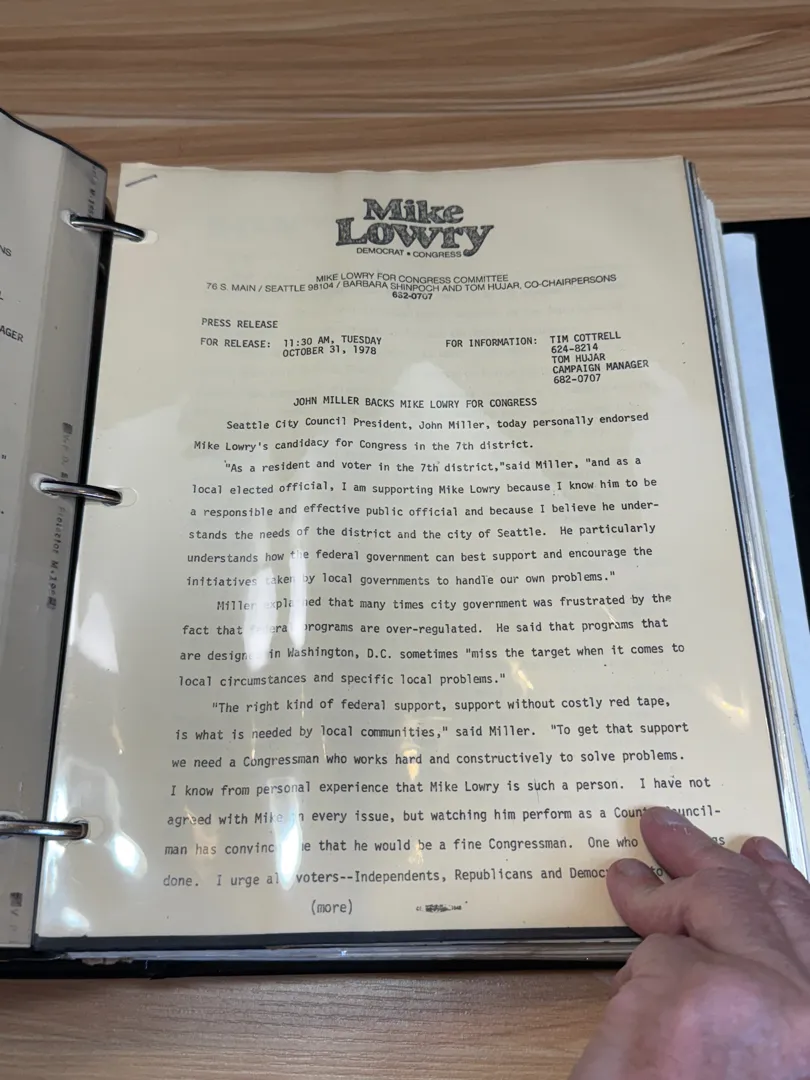 Mike
Lowry
DEMOCRAT • CONGRESS
MIKE LOWRY FOR CONGRESS COMMITTEE
76 S. MAIN / SEATTLE 98104 / BARBARA SHINPOCH AND TOM HUJAR, CO-CHAIRPERSONS
682-0707
PRESS RELEASE
FOR RELEASE: 11:30 AM, TUESDAY
OCTOBER 31, 1978
FOR INFORMATION: TIM COTTRELL
624-8214
TOM HUJAR
CAMPAIGN MANAGER
682-0707
JOHN MILLER BACKS MIKE LOWRY FOR CONGRESS
Seattle City Council President, John Miller, today personally endorsed
Mike Lowry's candidacy for Congress in the 7th district.
"As a resident and voter in the 7th district,"said Miller, "and as a
local elected official, I am supporting Mike Lowry because I know him to be
a responsible and effective public official and because I believe he under-
stands the needs of the district and the city of Seattle. He particularly
understands how the federal government can best support and encourage the
initiatives taken by local governments to handle our own problems."
Miller explained that many times city government was frustrated by the
fact that federal programs are over-regulated. He said that programs that
are designed in Washington, D.C. sometimes "miss the target when it comes to
local circumstances and specific local problems."
"The right kind of federal support, support without costly red tape,
is what is needed by local communities," said Miller. "To get that support
we need a Congressman who works hard and constructively to solve problems.
I know from personal experience that Mike Lowry is such a person. I have not
agreed with Mike on every issue, but watching him perform as a County Council-
man has convinced me that he would be a fine Congressman. One who
done. I urge all voters--Independents, Republicans and
(more)
AGER